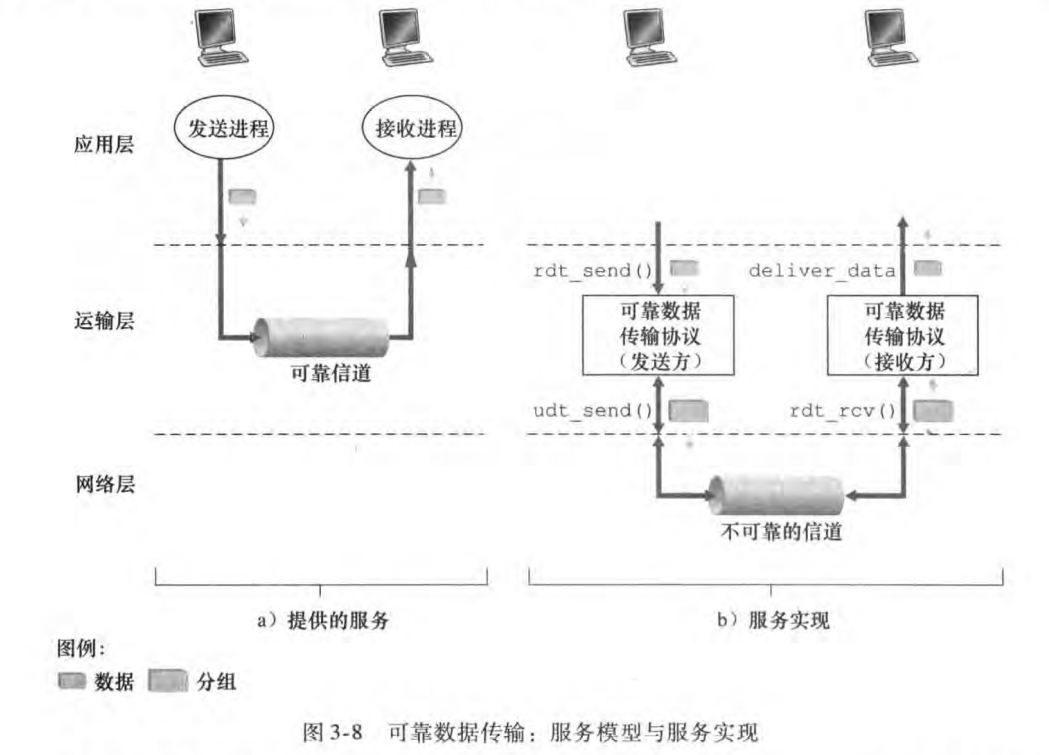 应用层
发送进程
接收进程
rdt_send()
deliver_data
运输层
可靠信道
可靠数据
传输协议
（发送方）
可靠数据
传输协议
（接收方）
udt_send()
rdt_rcv()
网络层
不可靠的信道
a）提供的服务
b）服务实现
图例：
数据
分组
图 3-8 可靠数据传输：服务模型与服务实现